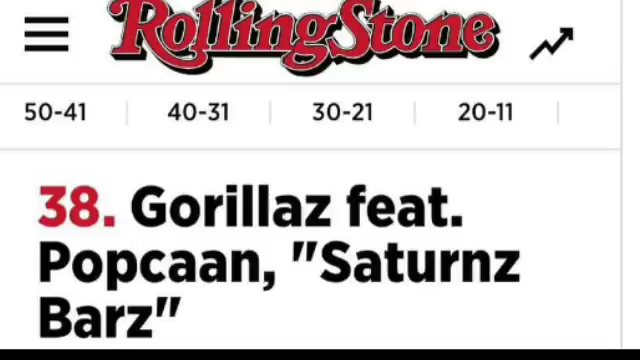 RollingStone
50-41 40-31 30-21 20-11
38. Gorillaz feat.
Popcaan, "Saturnz
Barz"